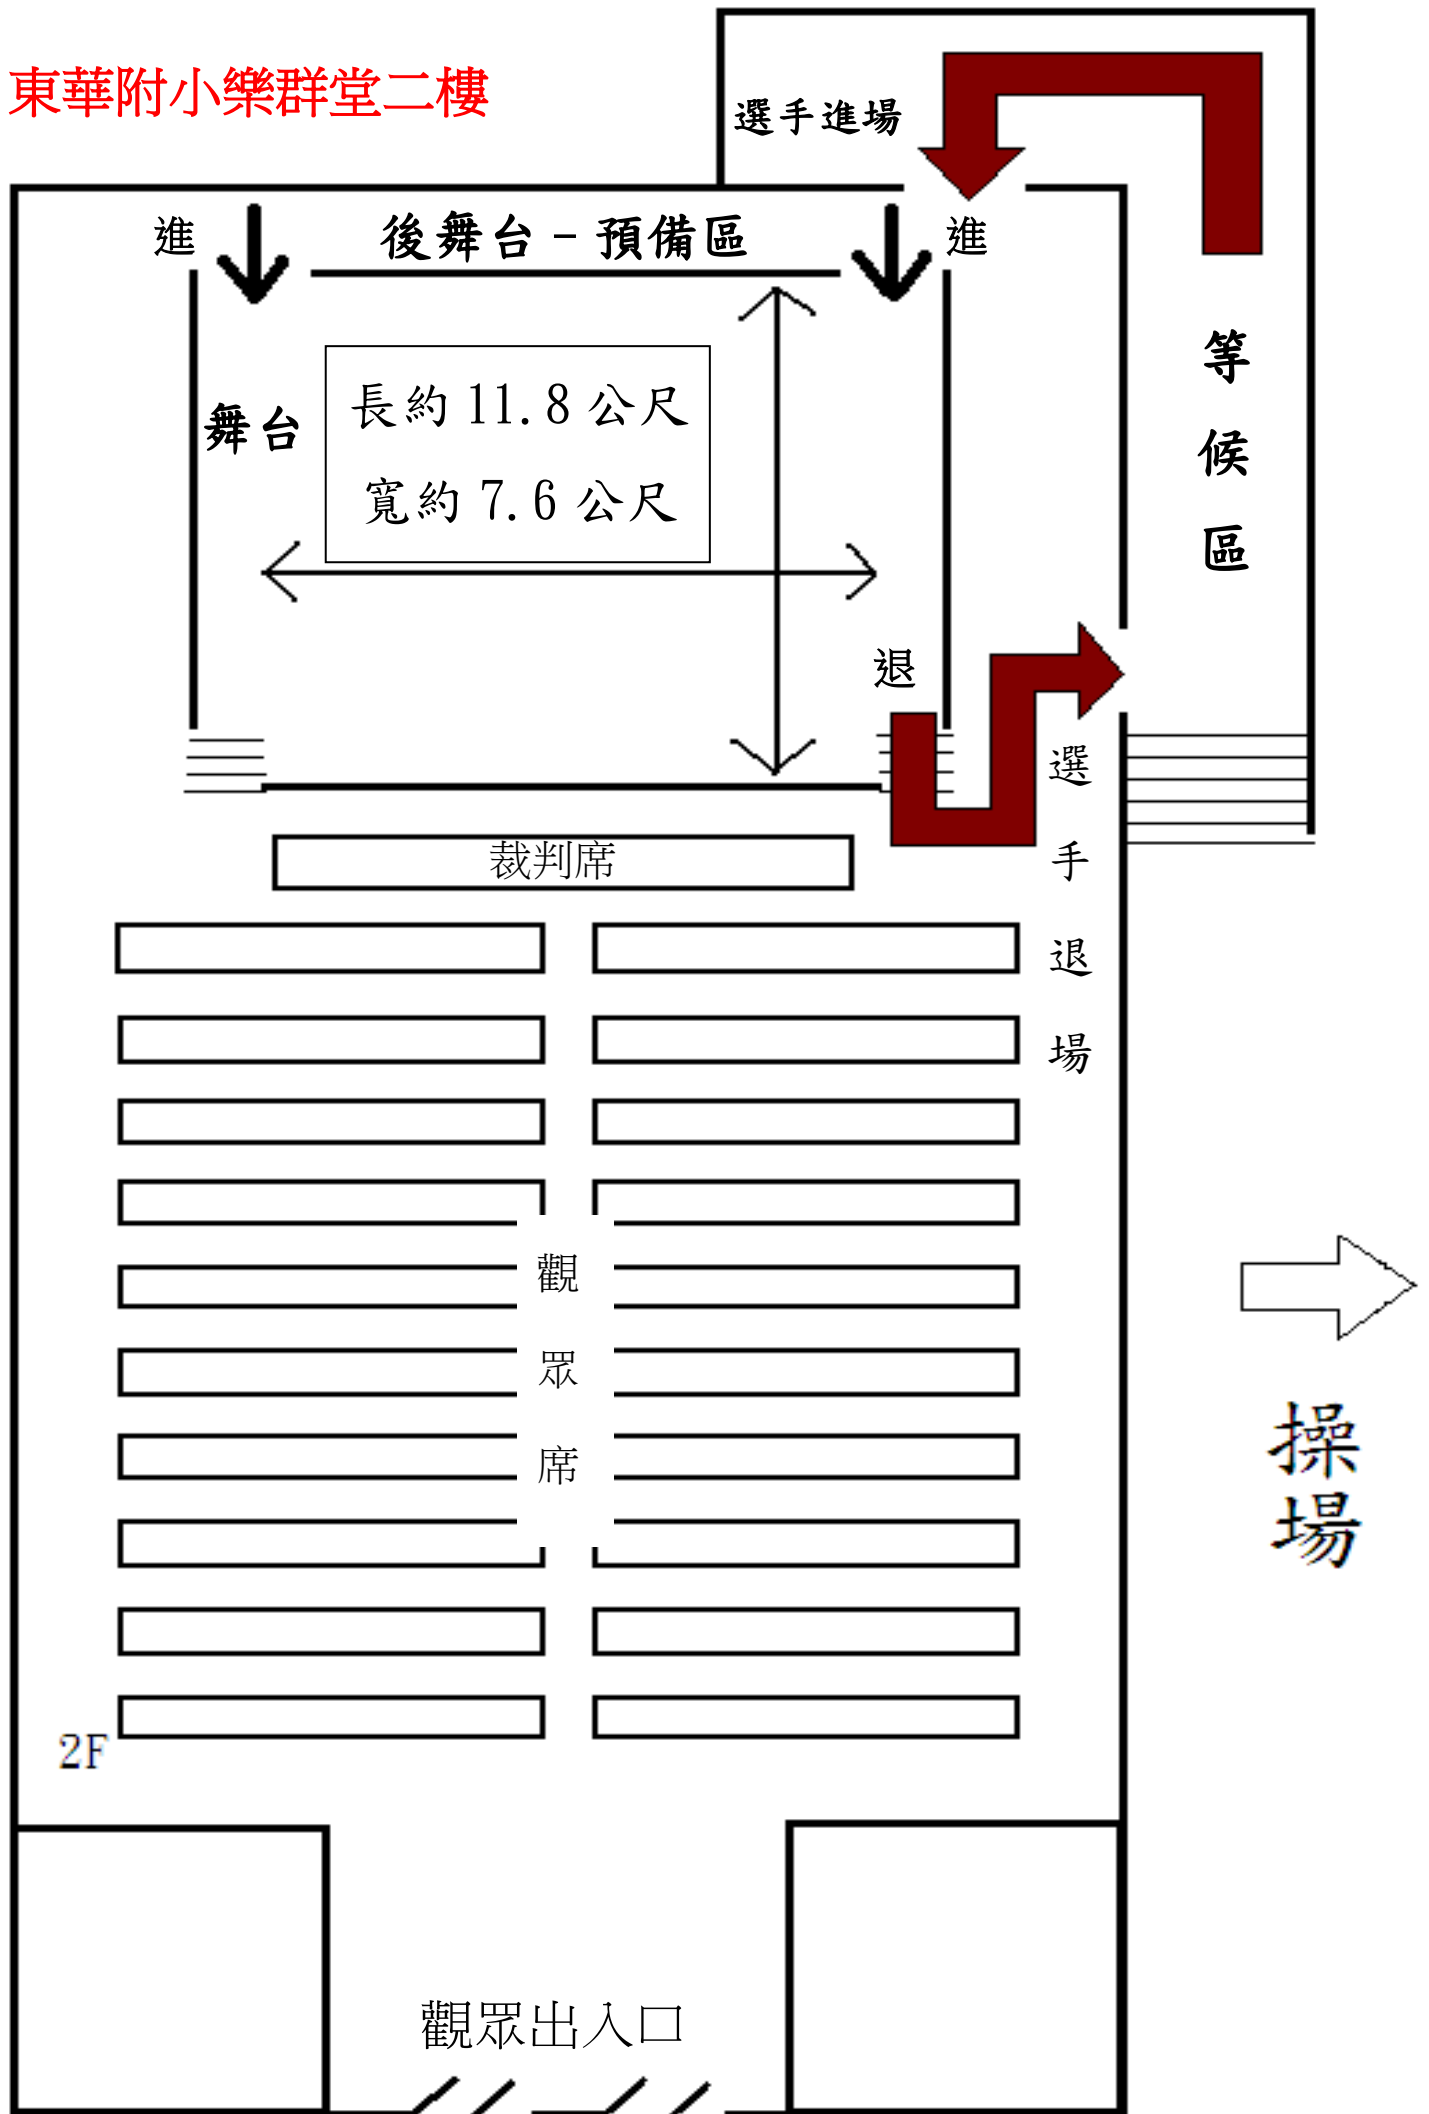 東華附小樂群堂二樓
選手進場
進
後舞台-預備區
進
等候區
舞台
長約 11.8 公尺
寬約 7.6 公尺
退
選手退場
裁判席
觀眾席
操場
2F
觀眾出入口